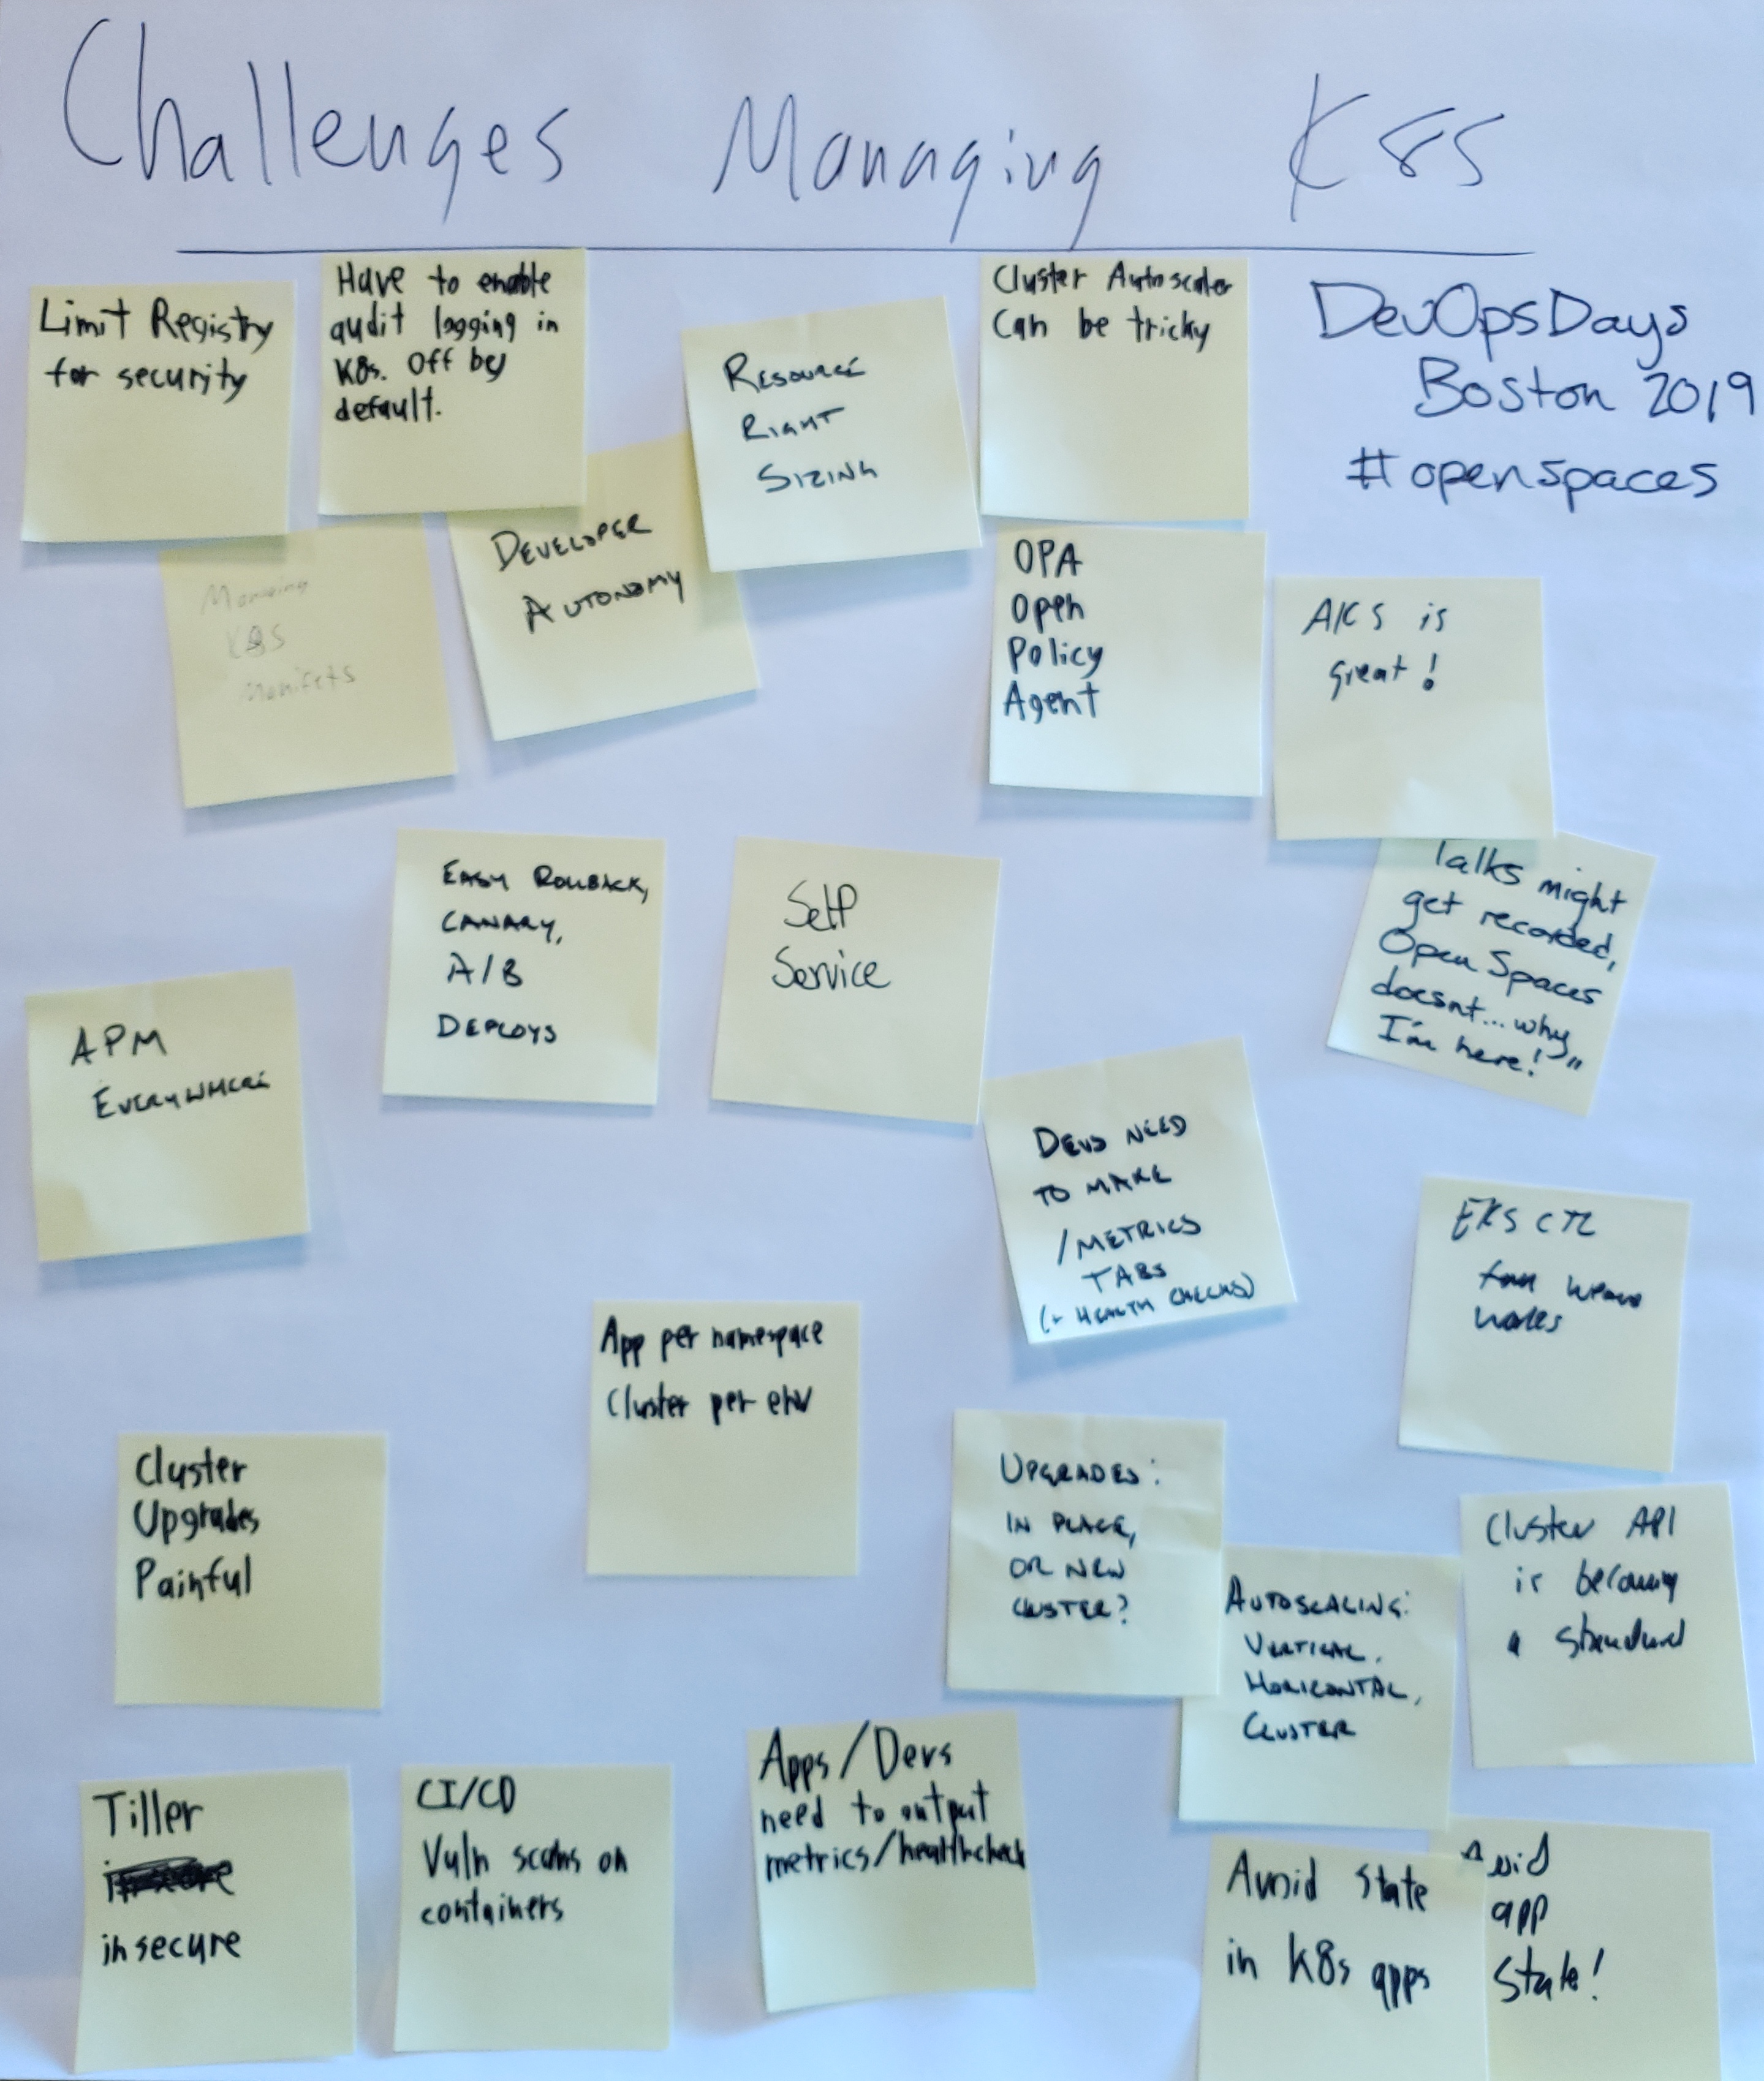 Challenges Managing K8S
DevOpsDays
Boston 2019
#openspaces
Limit Registry
for security
Have to enable
audit logging in
K8s. Off by
default.
RESOURCE
RIGHT
SIZING
Cluster Autoscaler
Can be tricky
Managing
K8S
Manifets
DEVELOPER
AUTONOMY
OPA
Open
Policy
Agent
AKS is
great!
EASY ROLLBACK,
CANARY,
A/B
DEPLOYS
Self
Service
Talks might
get recorded,
Open Spaces
doesnt... why
I'm here!"
APM
EVERYWHERE
DEVS NEED
TO MAKE
/METRICS
TABS
(+ HEALTH CHECKS)
EKS CTL
from weave
works
App per namespace
Cluster per env
Cluster
Upgrades
Painful
UPGRADES:
IN PLACE,
OR NEW
CLUSTER?
AUTOSCALING:
VERTICAL,
HORIZONTAL,
CLUSTER
Cluster API
is becoming
a standard
Tiller
insecure
CI/CD
Vuln scans on
containers
Apps/Devs
need to output
metrics/healthcheck
Avoid state
in K8s apps
Avoid
app
State!